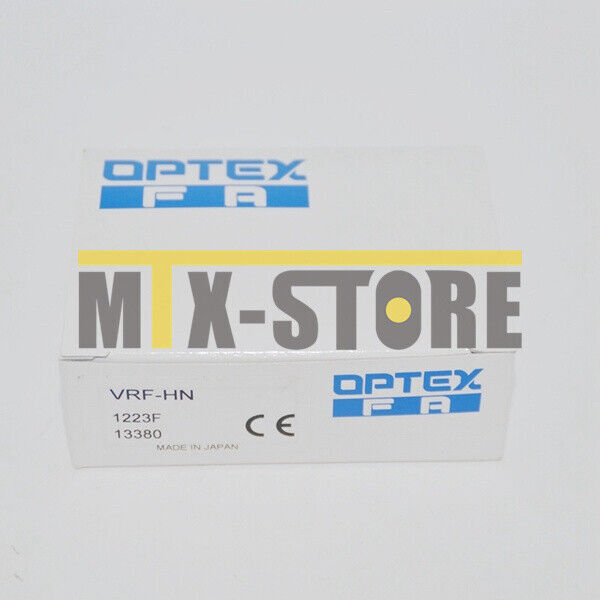 OPTEX
FA
MTX-STORE
VRF-HN
1223F
13380
CE
MADE IN JAPAN
OPTEX
FA